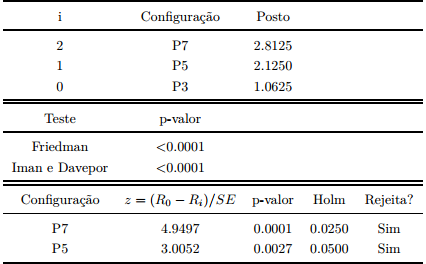 i Configuração Posto
2 P7 2.8125
1 P5 2.1250
0 P3 1.0625
Teste p-valor
Friedman <0.0001
Iman e Davepor <0.0001
Configuração z = (R₀ − Rᵢ)/SE p-valor Holm Rejeita?
P7 4.9497 0.0001 0.0250 Sim
P5 3.0052 0.0027 0.0500 Sim